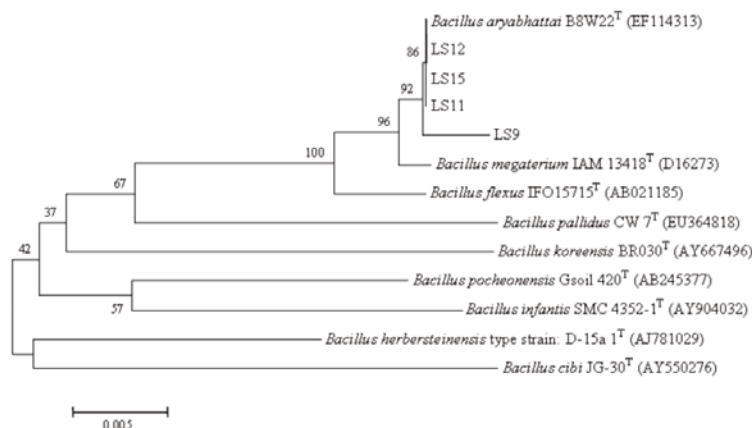 Bacillus aryabhattai B8W22T (EF114313)
86
LS12
LS15
92
LS11
96
LS9
100
Bacillus megaterium IAM 13418T (D16273)
67
Bacillus flexus IFO15715T (AB021185)
37
Bacillus pallidus CW 7T (EU364818)
42
Bacillus koreensis BR030T (AY667496)
Bacillus pocheonensis Gsoil 420T (AB245377)
57
Bacillus infantis SMC 4352-1T (AY904032)
Bacillus herbersteinensis type strain: D-15a 1T (AJ781029)
Bacillus cibi JG-30T (AY550276)
0.005